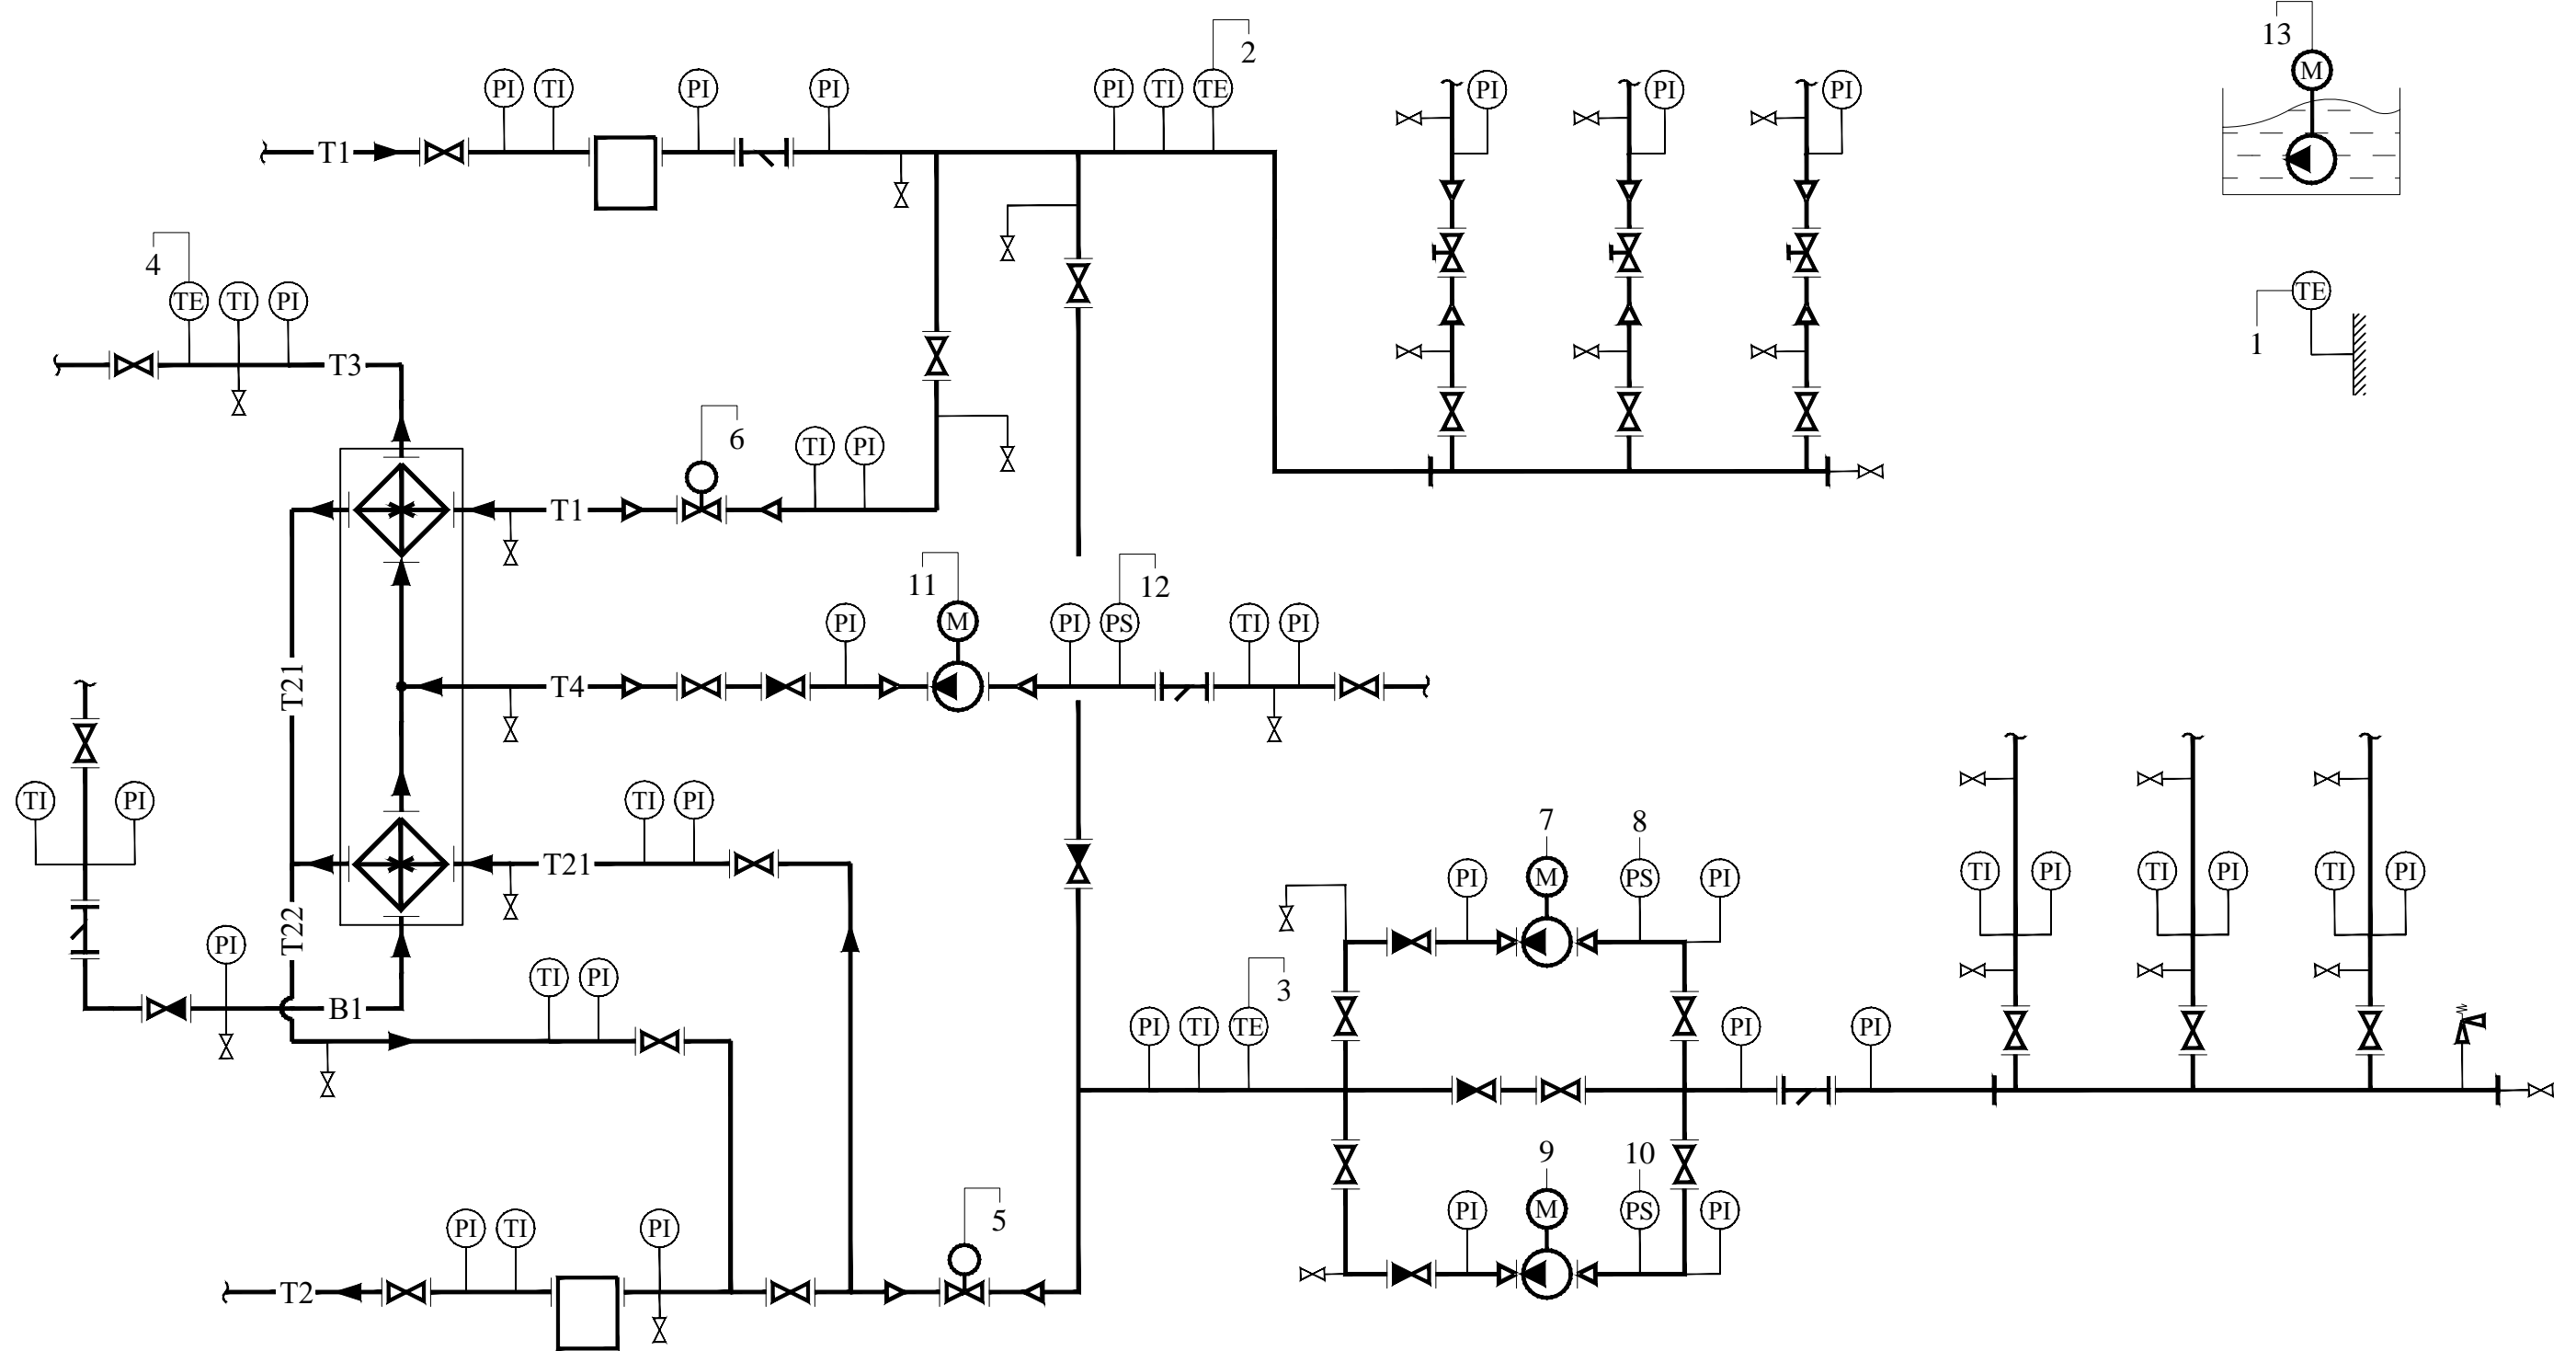 13
2
M
PI TI PI PI PI TI TE PI PI PI
T1
4
TE TI PI TE
1
T3
6
TI PI
T1
11 12
PI M PI PS TI PI
T21 T4
TI PI TI PI
7 8
T21
PI M PS PI TI PI TI PI TI PI
T22
PI
TI PI
3
B1
PI TI TE PI PI
9 10
5
PI TI PI PI M PS PI
T2